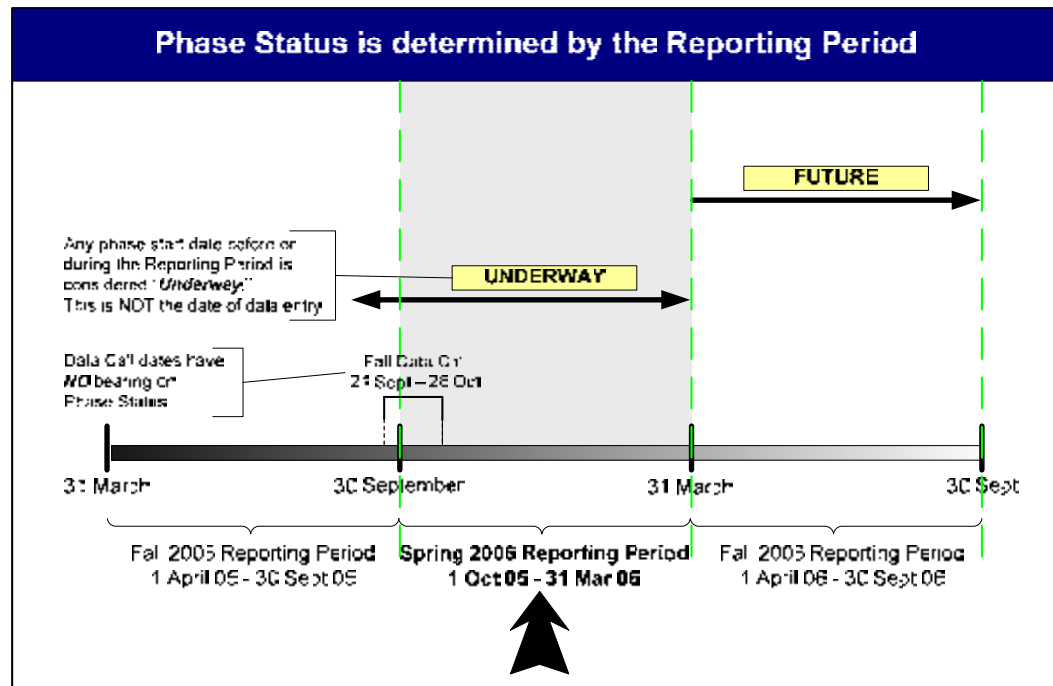 Phase Status is determined by the Reporting Period
FUTURE
Any phase start date before or
during the Reporting Period is
considered "Underway."
This is NOT the date of data entry
UNDERWAY
Data Call dates have
NO bearing on
Phase Status
Fall Data Call
21 Sept – 28 Oct
31 March
30 September
31 March
30 Sept
Fall 2005 Reporting Period
1 April 05 - 30 Sept 05
Spring 2006 Reporting Period
1 Oct 05 - 31 Mar 06
Fall 2006 Reporting Period
1 April 06 - 30 Sept 06